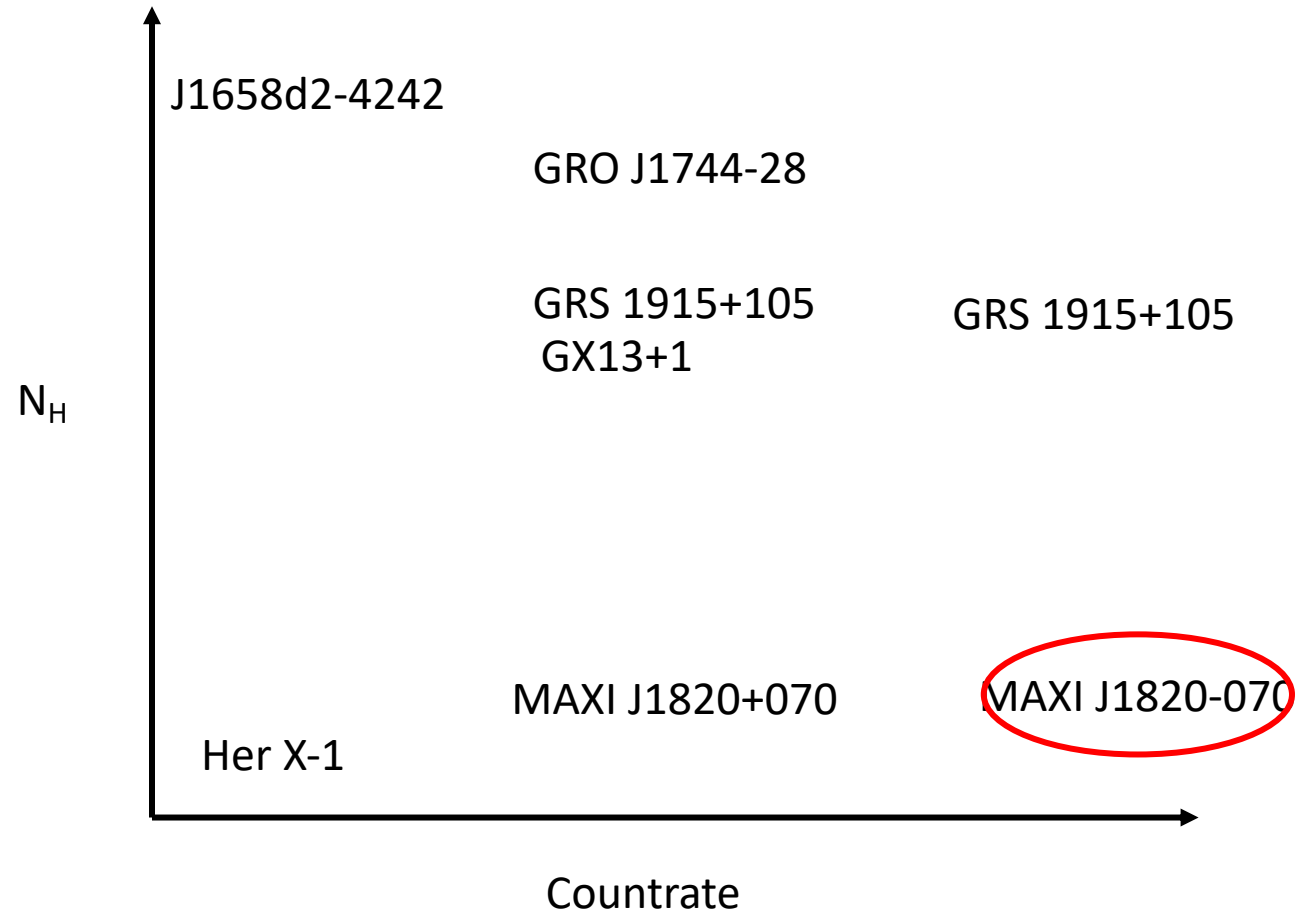 J1658d2-4242
GRO J1744-28
GRS 1915+105
GRS 1915+105
GX13+1
N_H
MAXI J1820+070
MAXI J1820-070
Her X-1
Countrate